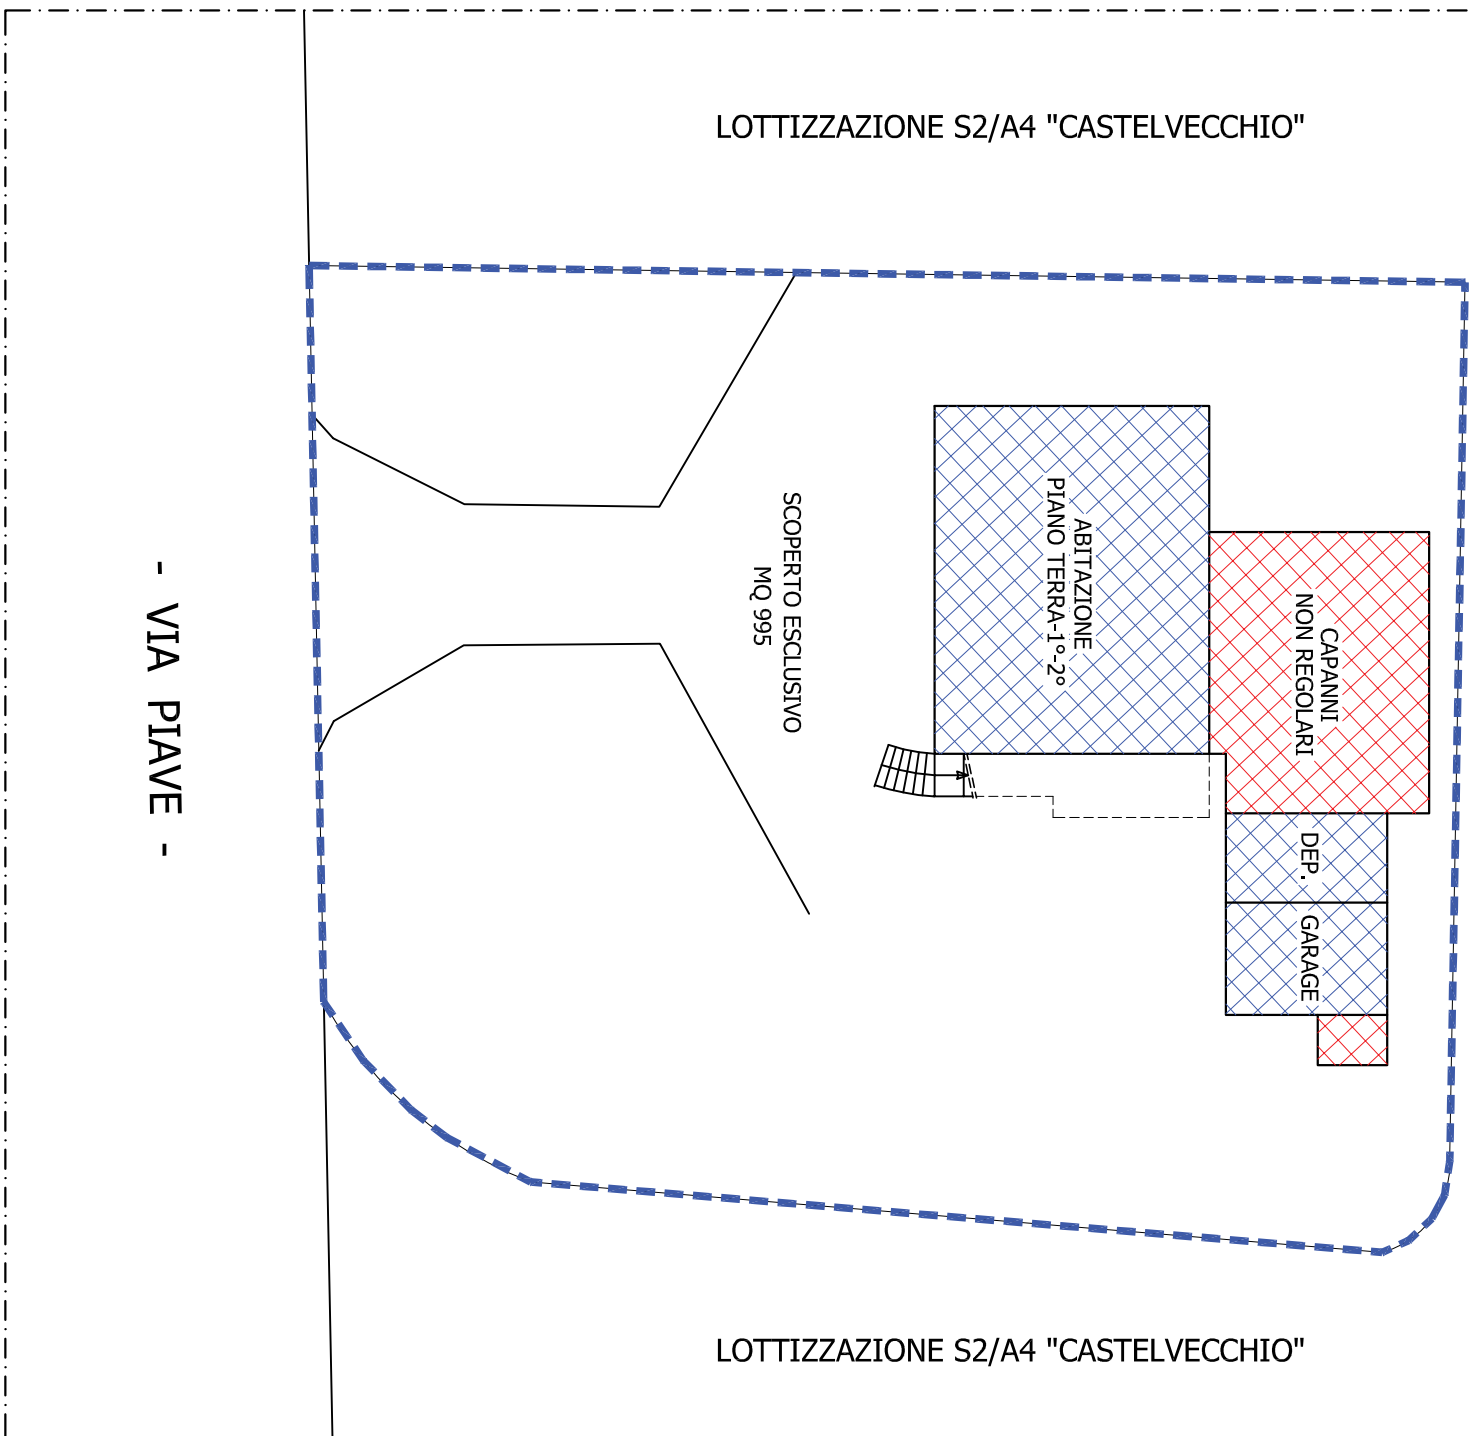 LOTTIZZAZIONE S2/A4 "CASTELVECCHIO"
- VIA PIAVE -
SCOPERTO ESCLUSIVO
MQ 995
ABITAZIONE
PIANO TERRA-1°-2°
CAPANNI
NON REGOLARI
DEP.
GARAGE
LOTTIZZAZIONE S2/A4 "CASTELVECCHIO"